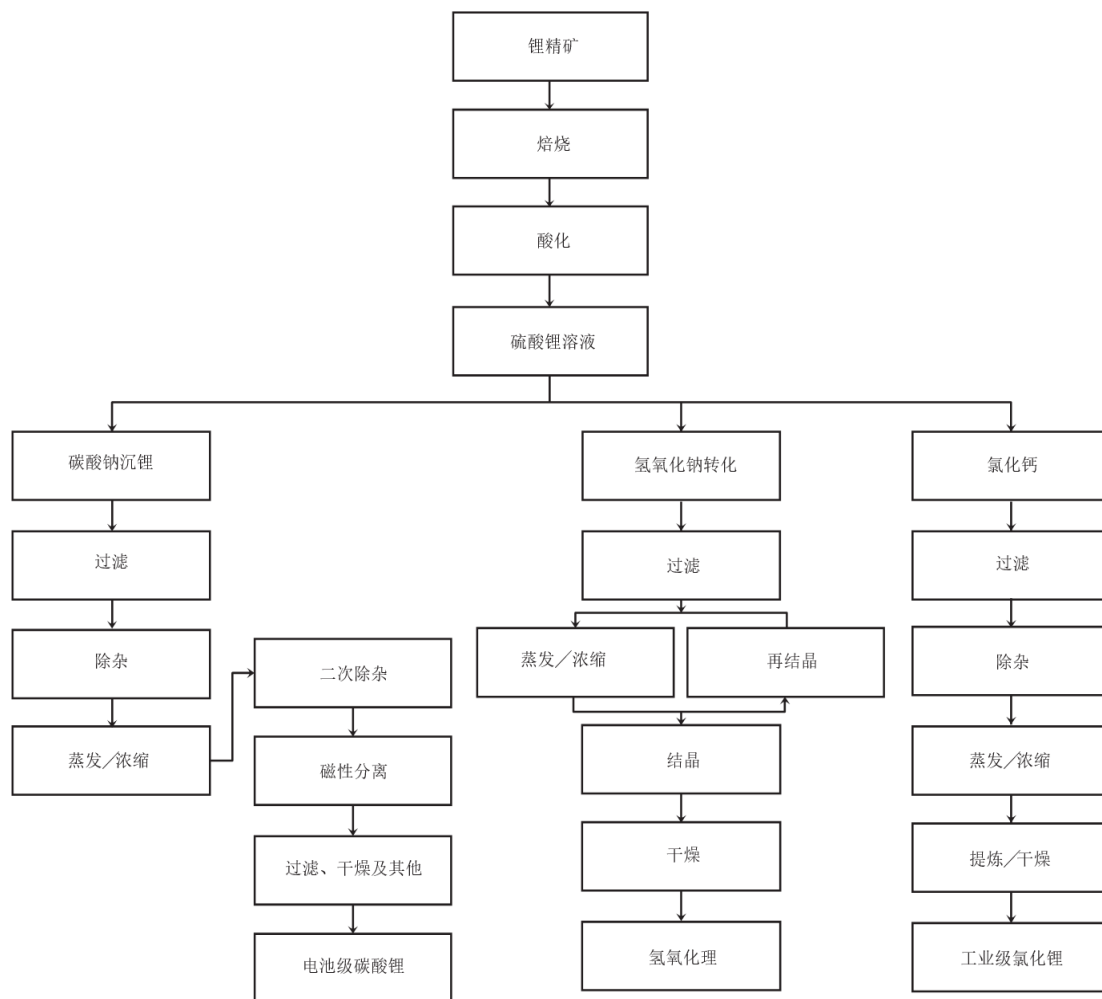 锂精矿
焙烧
酸化
硫酸锂溶液
碳酸钠沉锂
过滤
除杂
蒸发／浓缩
二次除杂
磁性分离
过滤、干燥及其他
电池级碳酸锂
氢氧化钠转化
过滤
蒸发／浓缩
再结晶
结晶
干燥
氢氧化理
氯化钙
过滤
除杂
蒸发／浓缩
提炼／干燥
工业级氯化锂